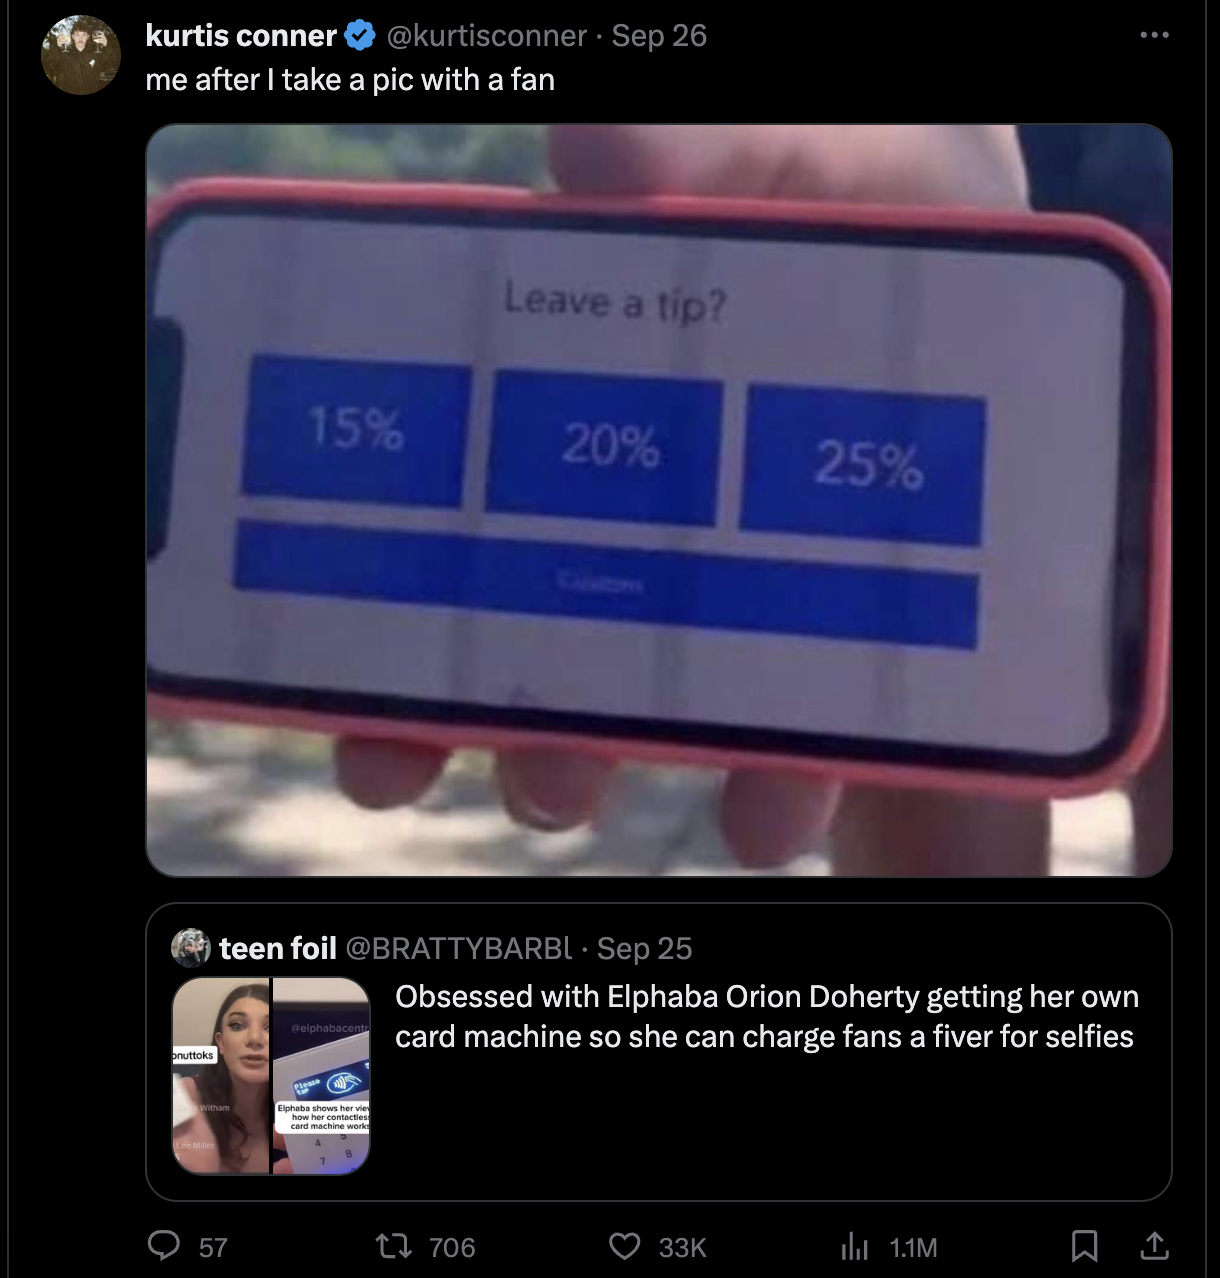 kurtis conner @kurtisconner · Sep 26
me after I take a pic with a fan
Leave a tip?
15% 20% 25%
Custom
teen foil @BRATTYBARBl · Sep 25
Obsessed with Elphaba Orion Doherty getting her own
card machine so she can charge fans a fiver for selfies
onuttoks
Witham
Lee Miller
@elphabacentr
Please
tap
Elphaba shows her view
how her contactless
card machine works
4 5
7 8
57 706 33K 1.1M